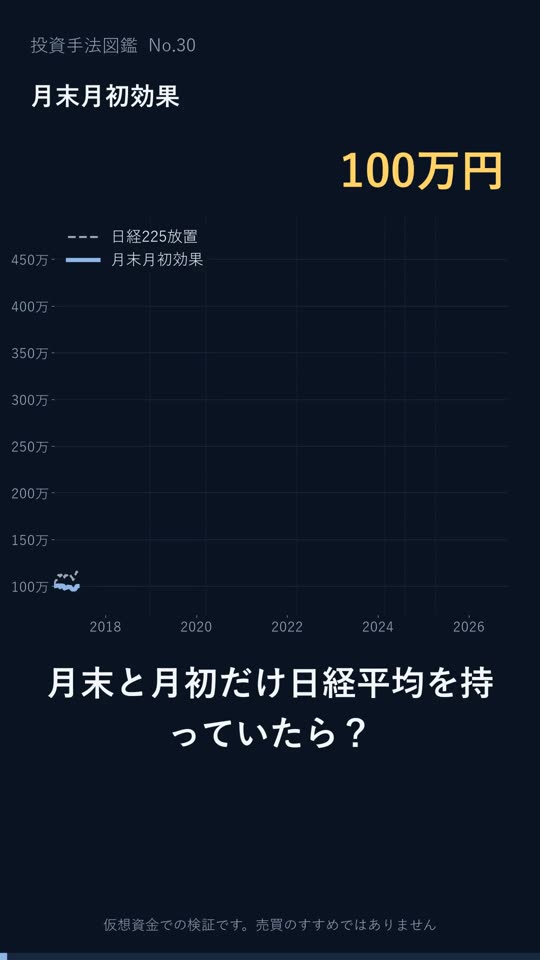 投資手法図鑑 No.30
月末月初効果
100万円
日経225放置
月末月初効果
450万
400万
350万
300万
250万
200万
150万
100万
2018 2020 2022 2024 2026
月末と月初だけ日経平均を持
っていたら？
仮想資金での検証です。売買のすすめではありません